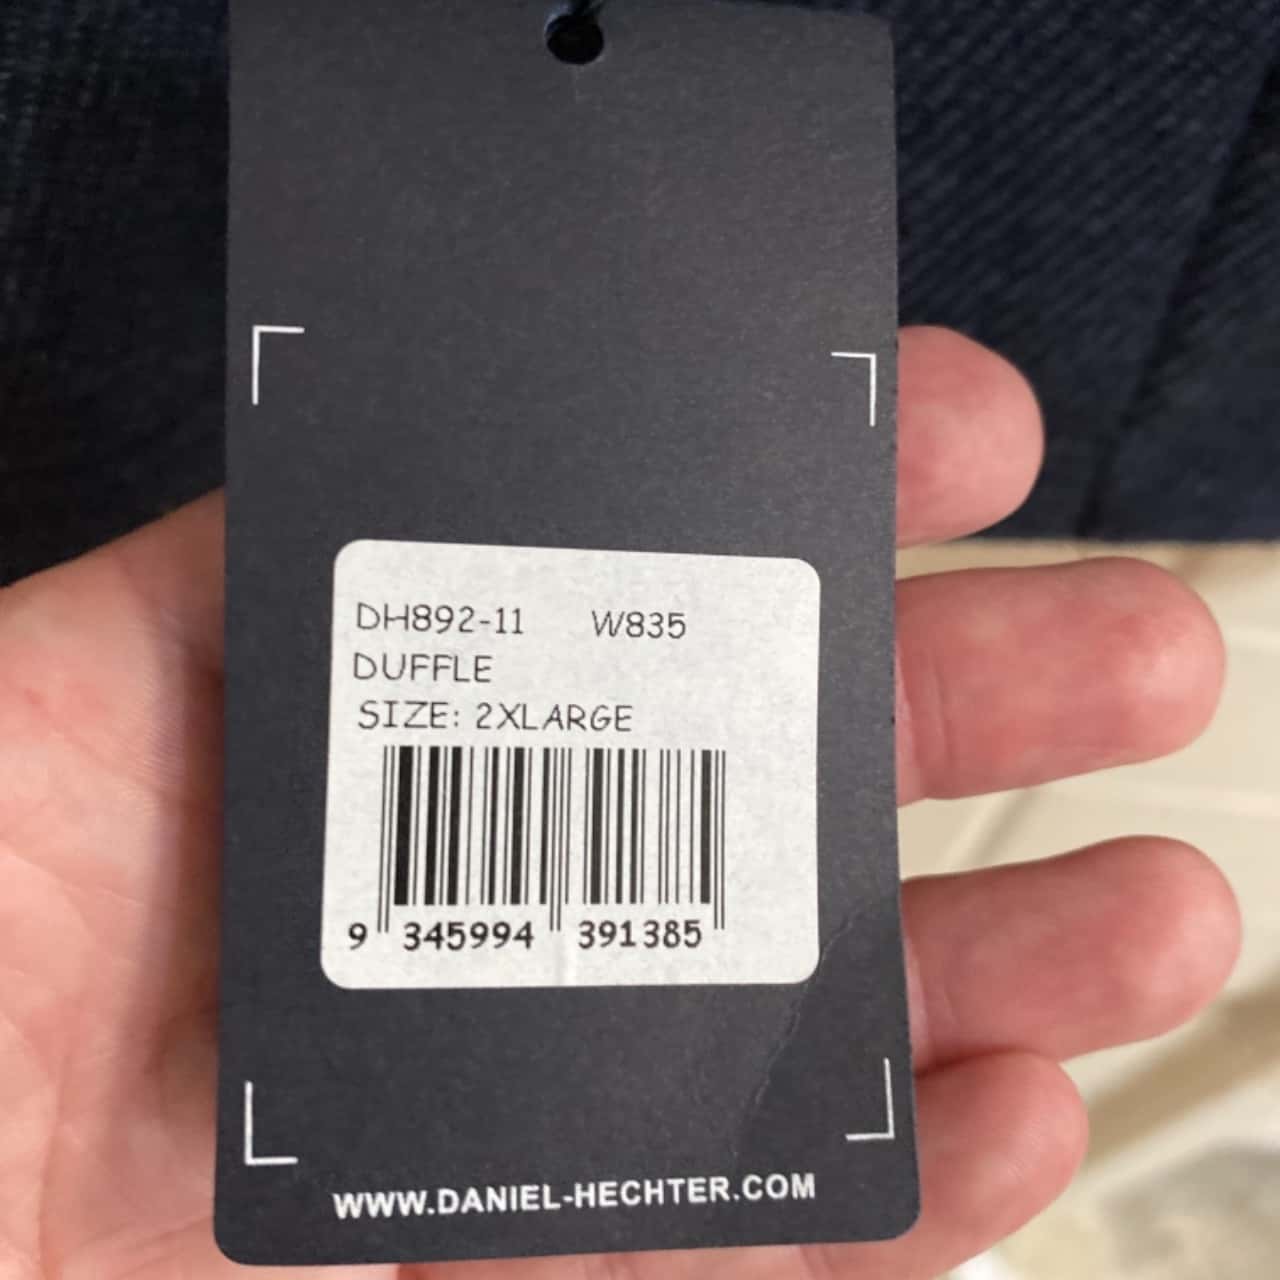 DH892-11 W835
DUFFLE
SIZE: 2XLARGE
9 345994 391385
WWW.DANIEL-HECHTER.COM